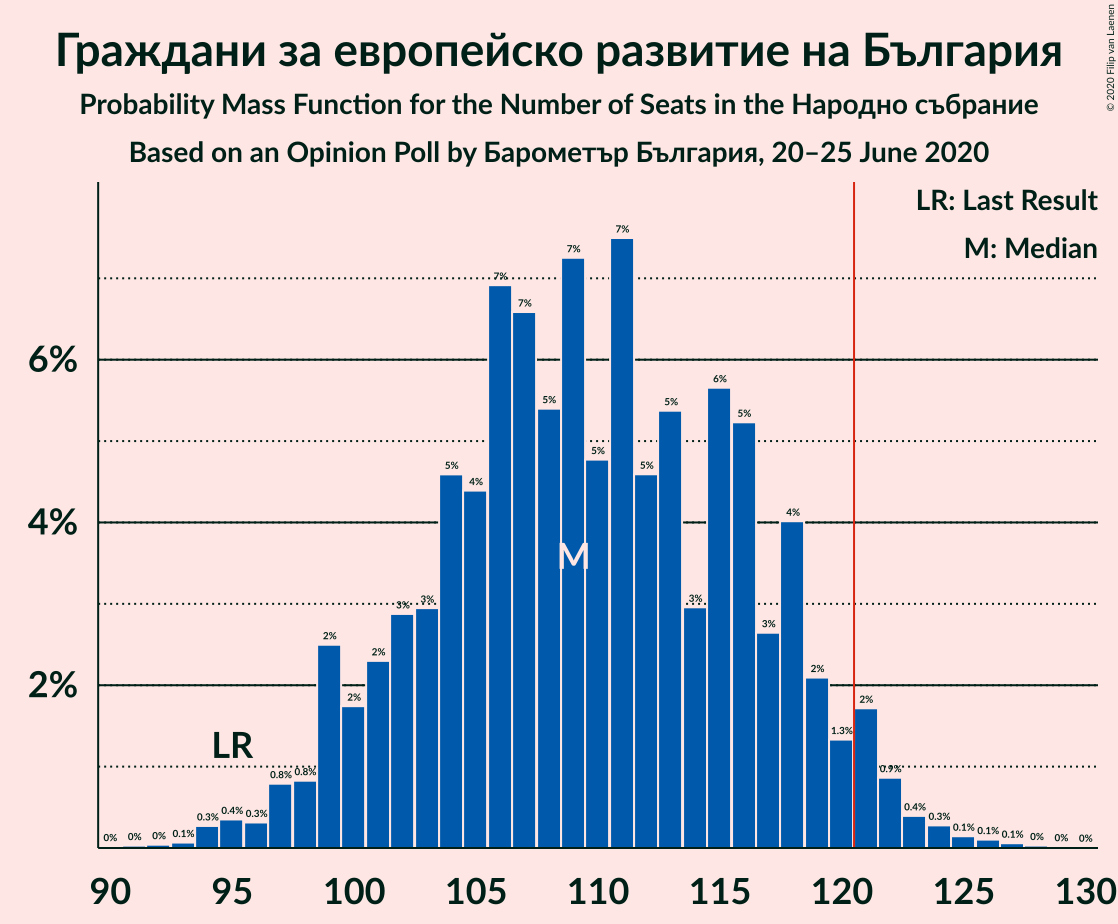 Граждани за европейско развитие на България
Probability Mass Function for the Number of Seats in the Народно събрание
Based on an Opinion Poll by Барометър България, 20–25 June 2020
© 2020 Filip van Laenen
LR: Last Result
M: Median
6%
4%
2%
LR
M
0% 0% 0% 0.1% 0.3% 0.4% 0.3% 0.8% 0.8% 2% 2% 2% 3% 3% 5% 4% 7% 7% 5% 7% 5% 7% 5% 5% 3% 6% 5% 3% 4% 2% 1.3% 2% 0.9% 0.4% 0.3% 0.1% 0.1% 0.1% 0% 0% 0%
90 95 100 105 110 115 120 125 130